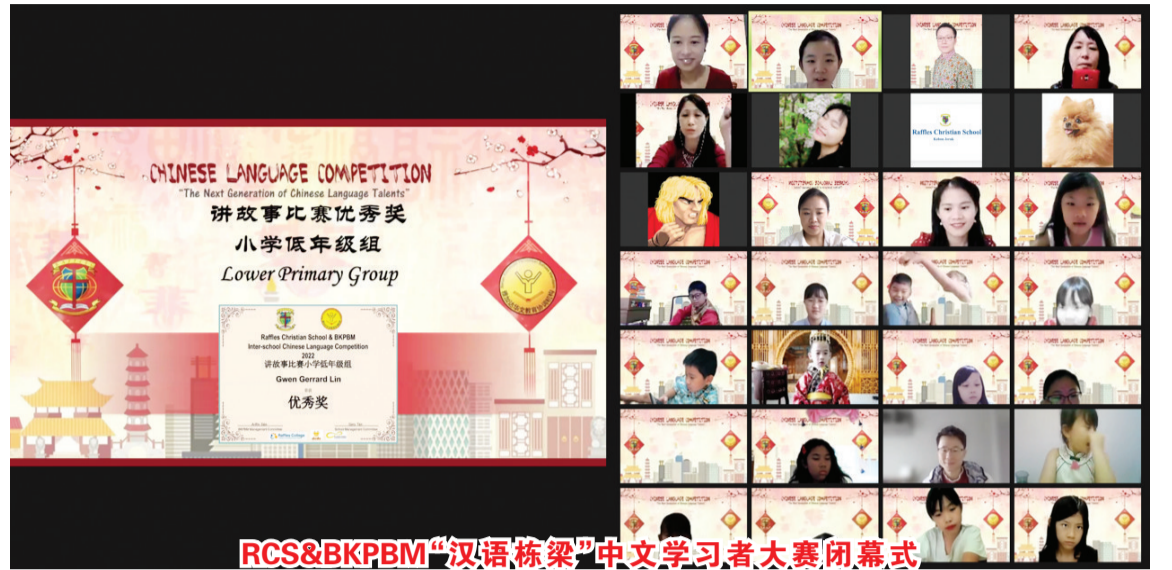 CHINESE LANGUAGE COMPETITION
"The Next Generation of Chinese Language Talents"
讲故事比赛优秀奖
小学低年级组
Lower Primary Group
Raffles Christian School & BKPBM
Inter-school Chinese Language Competition
2022
讲故事比赛小学低年级组
Gwen Gerrard Lin
优秀奖
Raffles College
Raffles Christian School
RCS&BKPBM“汉语栋梁”中文学习者大赛闭幕式